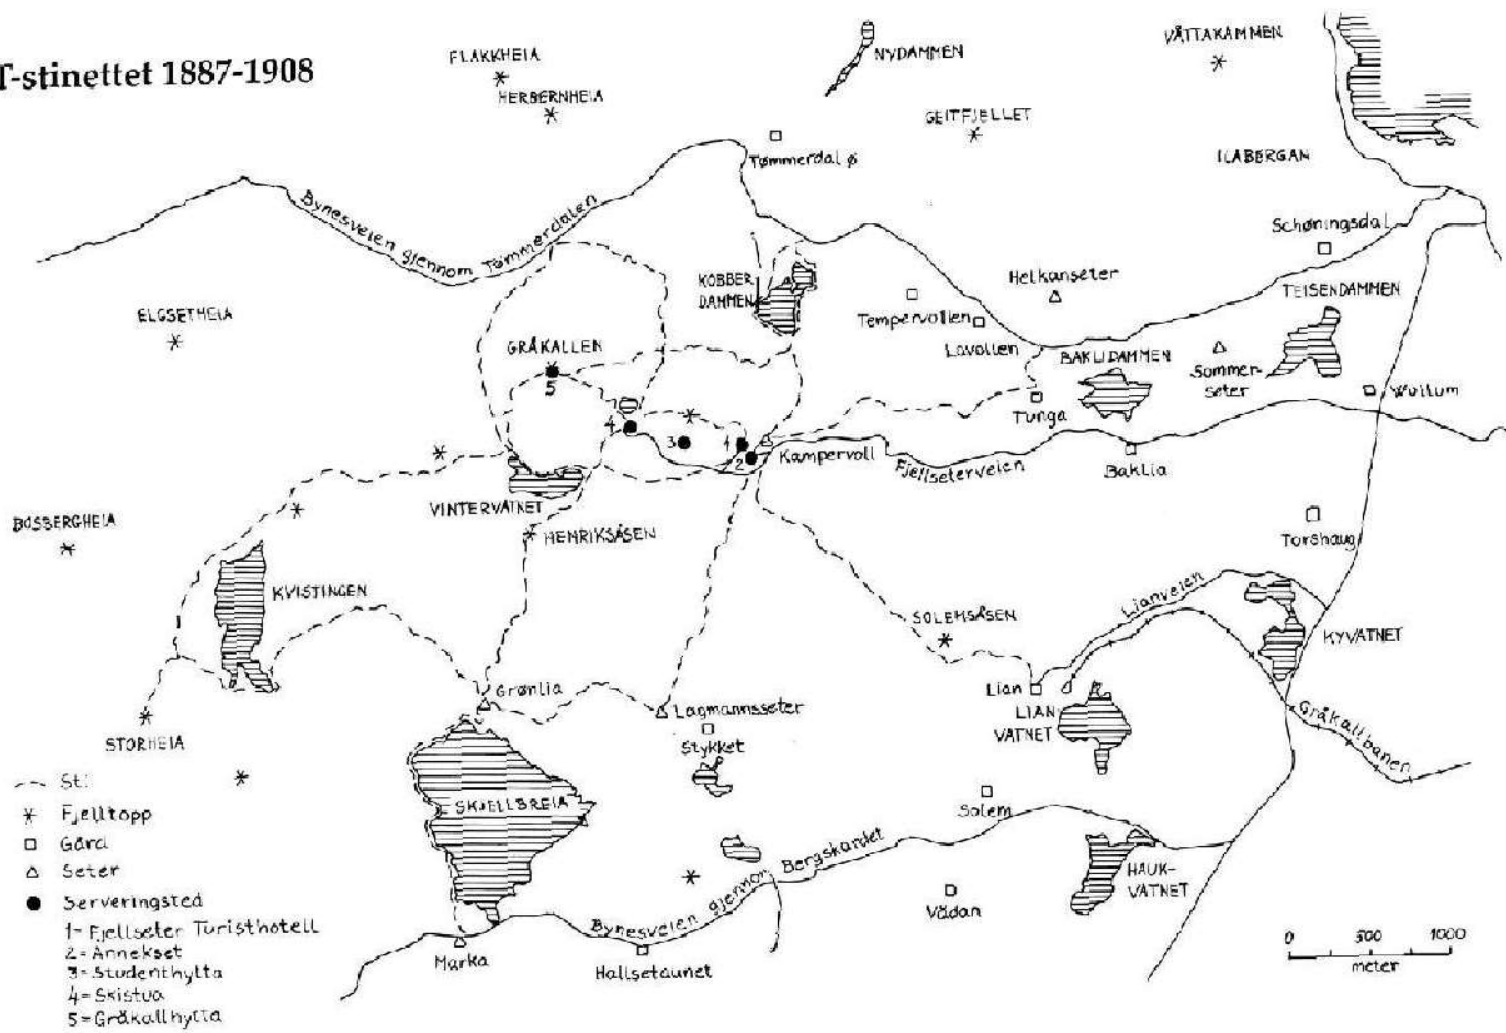 T-stinettet 1887-1908
FLAKKHEIA
HERBERNHEIA
NYDAMMEN
VÅTTAKAMMEN
GEITFJELLET
ILABERGAN
Tømmerdal ø
Bynesveien gjennom Tømmerdalen
Schøningsdal
KOBBER
DAMMEN
Helkanseter
TEISENDAMMEN
ELGSETHEIA
Tempervollen
GRÅKALLEN
Lavollen
BAKLIDAMMEN
Sommer-
seter
5
Wullum
Tunga
4
3
1
2
Kampervoll
Fjellseterveien
Baklia
VINTERVATNET
BOSBERGHEIA
HENRIKSÅSEN
Torshaug
KVISTINGEN
Lianveien
SOLEMSÅSEN
KYVATNET
Grønlia
Lian
Lagmannsseter
LIAN
VATNET
Gråkallbanen
STORHEIA
Stykket
SKJELLBREIA
Solem
Bynesveien gjennom Bergskardet
HAUK-
VATNET
Vådan
Marka
Hallsetaunet
Sti
Fjelltopp
Gård
Seter
Serveringsted
1= Fjellseter Turisthotell
2= Annekset
3= Studenthytta
4= Skistua
5= Gråkallhytta
0 500 1000
meter